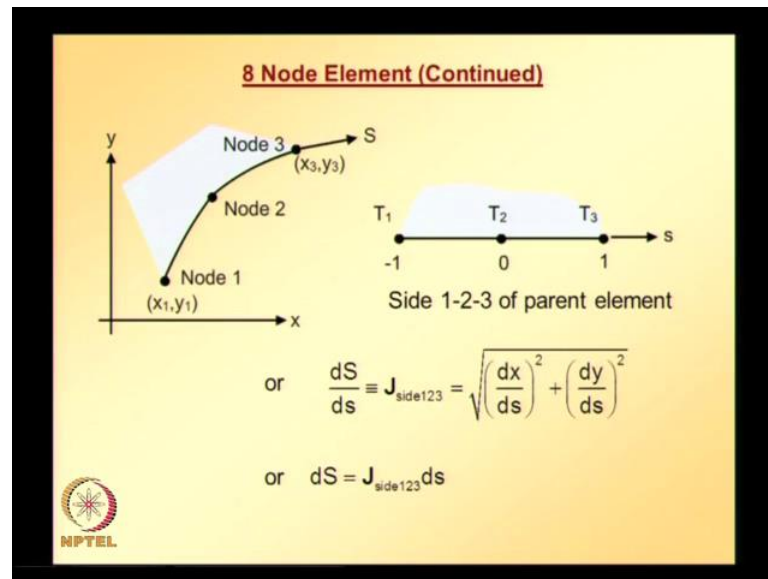 8 Node Element (Continued)
y
Node 3
S
(x₃,y₃)
Node 2
Node 1
(x₁,y₁)
x
T₁ T₂ T₃
s
-1 0 1
Side 1-2-3 of parent element
or dS/ds ≡ J_side123 = √((dx/ds)² + (dy/ds)²)
or dS = J_side123 ds
NPTEL